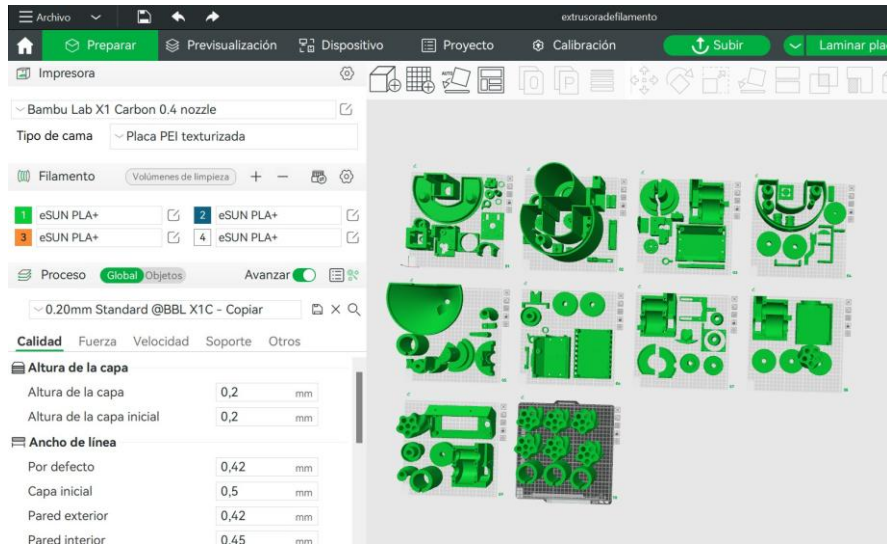 Archivo
extrusoradefilamento
Preparar Previsualización Dispositivo Proyecto Calibración Subir Laminar pla
Impresora
Bambu Lab X1 Carbon 0.4 nozzle
Tipo de cama Placa PEI texturizada
Filamento Volúmenes de limpieza + −
1 eSUN PLA+ 2 eSUN PLA+
3 eSUN PLA+ 4 eSUN PLA+
Proceso Global Objetos Avanzar
0.20mm Standard @BBL X1C - Copiar
Calidad Fuerza Velocidad Soporte Otros
Altura de la capa
Altura de la capa 0,2 mm
Altura de la capa inicial 0,2 mm
Ancho de línea
Por defecto 0,42 mm
Capa inicial 0,5 mm
Pared exterior 0,42 mm
Pared interior 0,45 mm